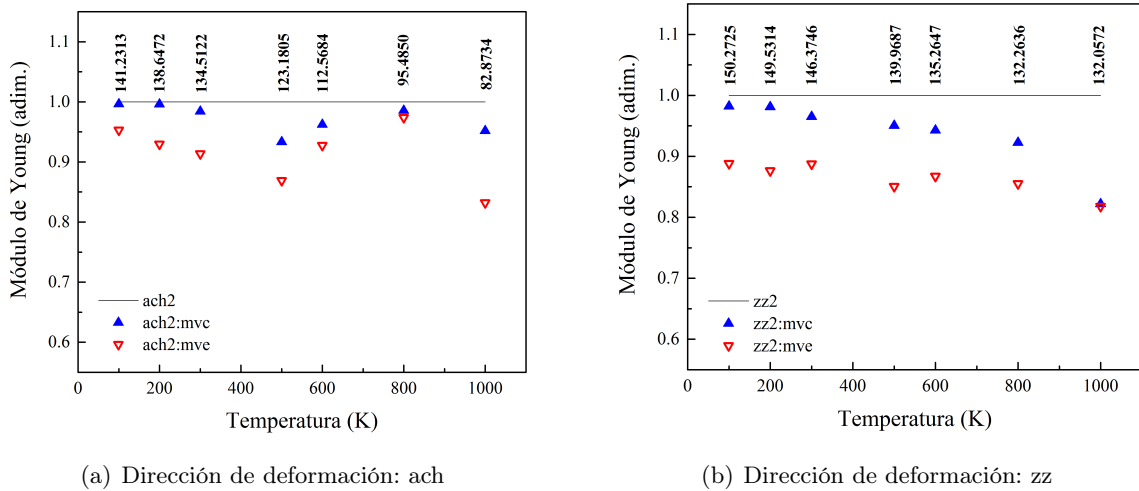 141.2313
138.6472
134.5122
123.1805
112.5684
95.4850
82.8734
1.1
1.0
0.9
0.8
0.7
0.6
Módulo de Young (adim.)
ach2
ach2:mvc
ach2:mve
0 200 400 600 800 1000
Temperatura (K)
(a) Dirección de deformación: ach
150.2725
149.5314
146.3746
139.9687
135.2647
132.2636
132.0572
1.1
1.0
0.9
0.8
0.7
0.6
Módulo de Young (adim.)
zz2
zz2:mvc
zz2:mve
0 200 400 600 800 1000
Temperatura (K)
(b) Dirección de deformación: zz